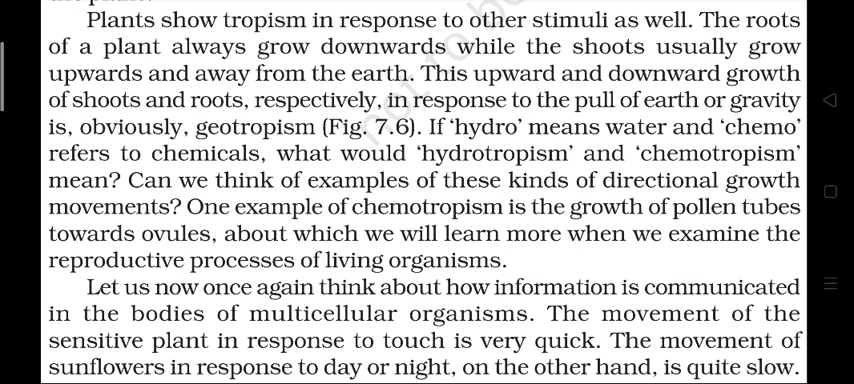 Plants show tropism in response to other stimuli as well. The roots
of a plant always grow downwards while the shoots usually grow
upwards and away from the earth. This upward and downward growth
of shoots and roots, respectively, in response to the pull of earth or gravity
is, obviously, geotropism (Fig. 7.6). If ‘hydro’ means water and ‘chemo’
refers to chemicals, what would ‘hydrotropism’ and ‘chemotropism’
mean? Can we think of examples of these kinds of directional growth
movements? One example of chemotropism is the growth of pollen tubes
towards ovules, about which we will learn more when we examine the
reproductive processes of living organisms.
Let us now once again think about how information is communicated
in the bodies of multicellular organisms. The movement of the
sensitive plant in response to touch is very quick. The movement of
sunflowers in response to day or night, on the other hand, is quite slow.